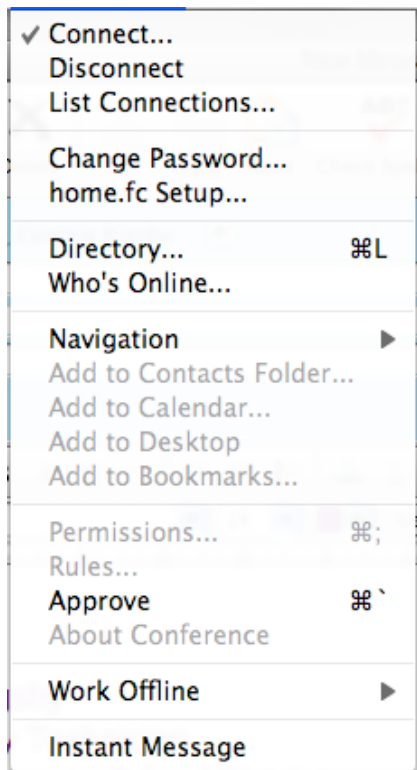 ✓ Connect...
Disconnect
List Connections...
Change Password...
home.fc Setup...
Directory... ⌘L
Who's Online...
Navigation ▶
Add to Contacts Folder...
Add to Calendar...
Add to Desktop
Add to Bookmarks...
Permissions... ⌘;
Rules...
Approve ⌘`
About Conference
Work Offline ▶
Instant Message